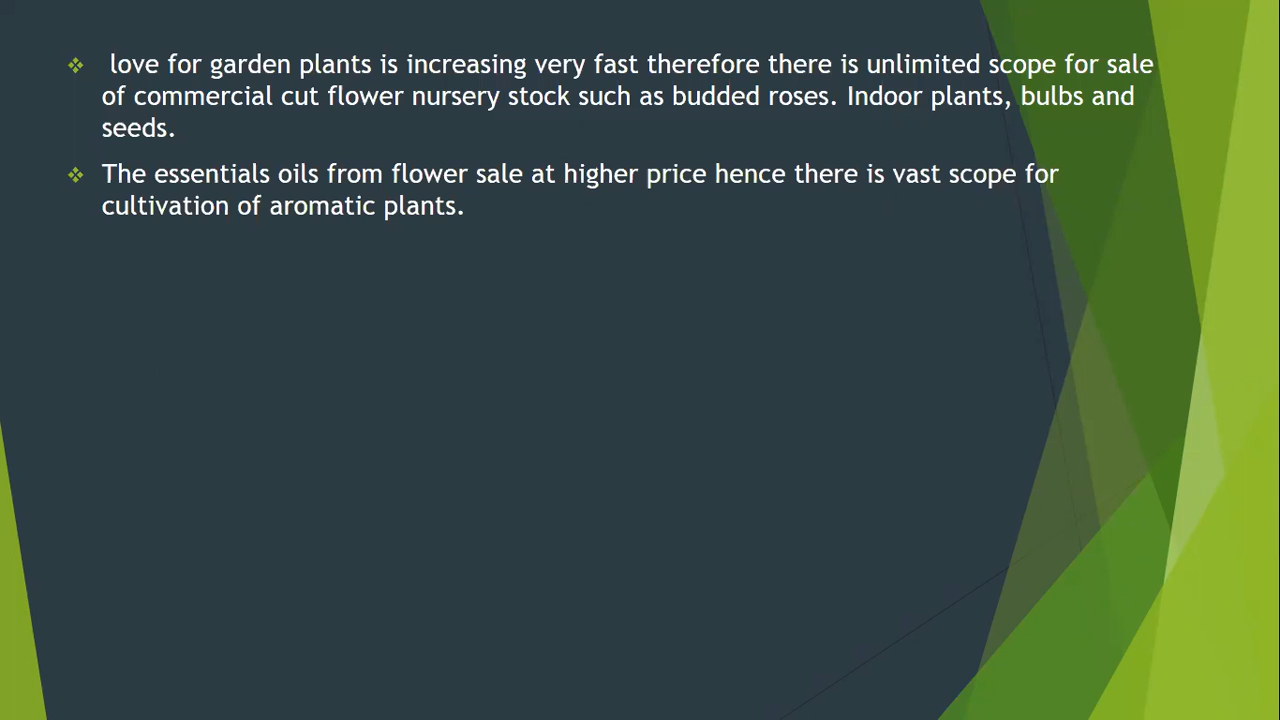 love for garden plants is increasing very fast therefore there is unlimited scope for sale
of commercial cut flower nursery stock such as budded roses. Indoor plants, bulbs and
seeds.
The essentials oils from flower sale at higher price hence there is vast scope for
cultivation of aromatic plants.